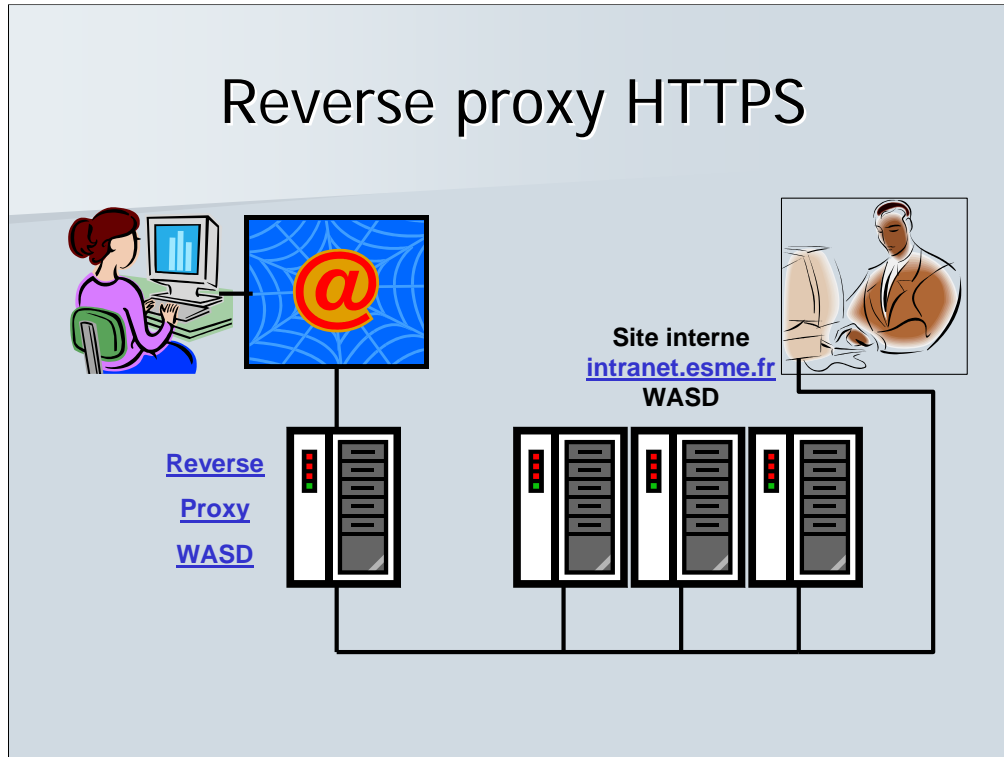 Reverse proxy HTTPS
@
Site interne
intranet.esme.fr
WASD
Reverse
Proxy
WASD